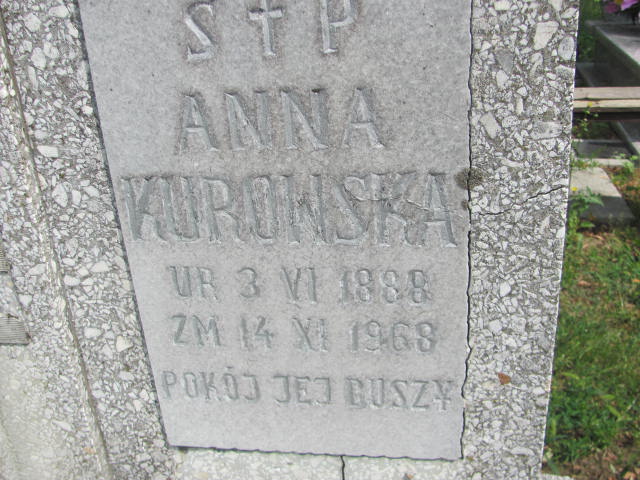 S † P
ANNA
KUROWSKA
UR 3 VI 1888
ZM 14 XI 1968
POKÓJ JEJ DUSZY